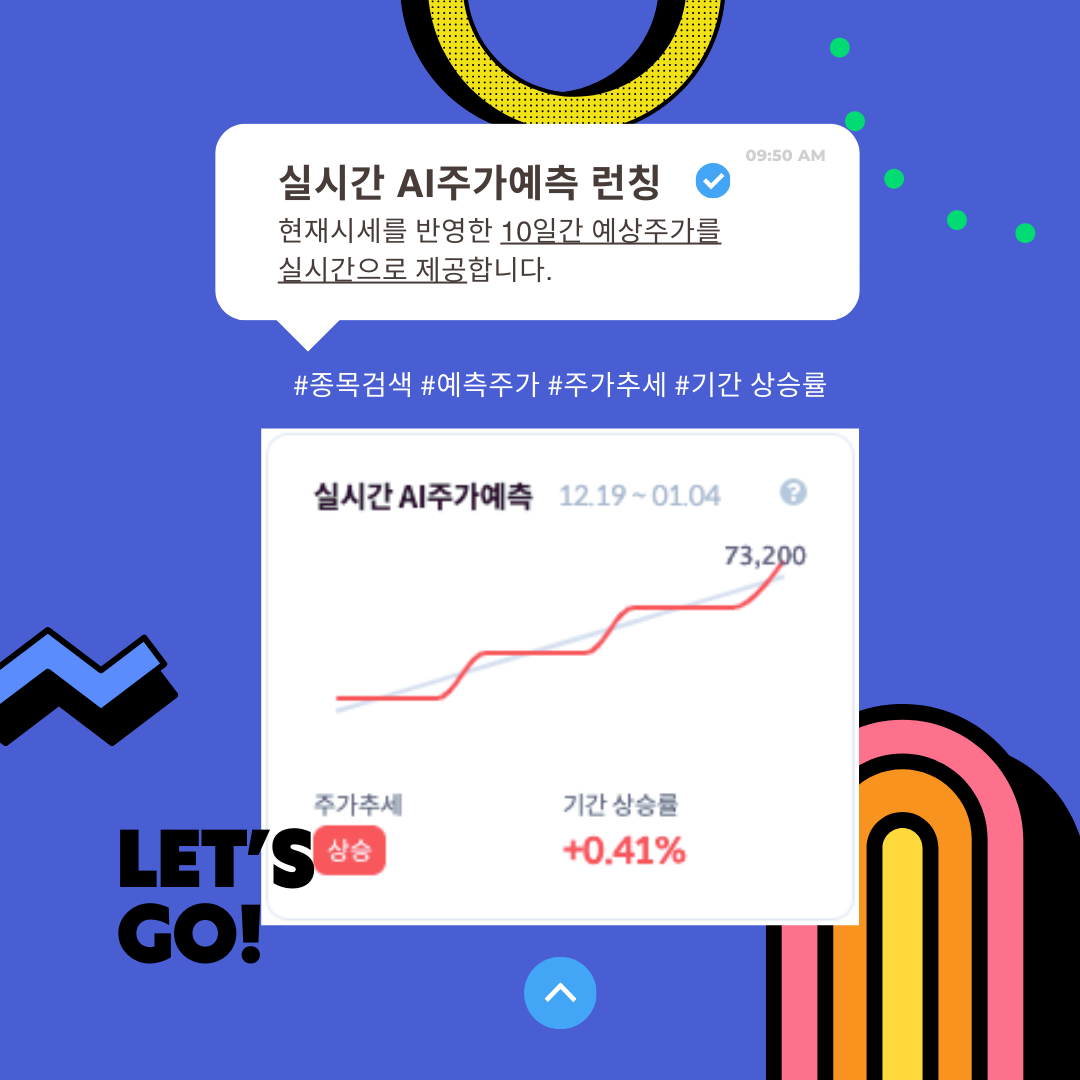 09:50 AM
실시간 AI주가예측 런칭
현재시세를 반영한 10일간 예상주가를
실시간으로 제공합니다.
#종목검색 #예측주가 #주가추세 #기간 상승률
실시간 AI주가예측 12.19 ~ 01.04 ?
73,200
주가추세 기간 상승률
상승 +0.41%
LET'S
GO!